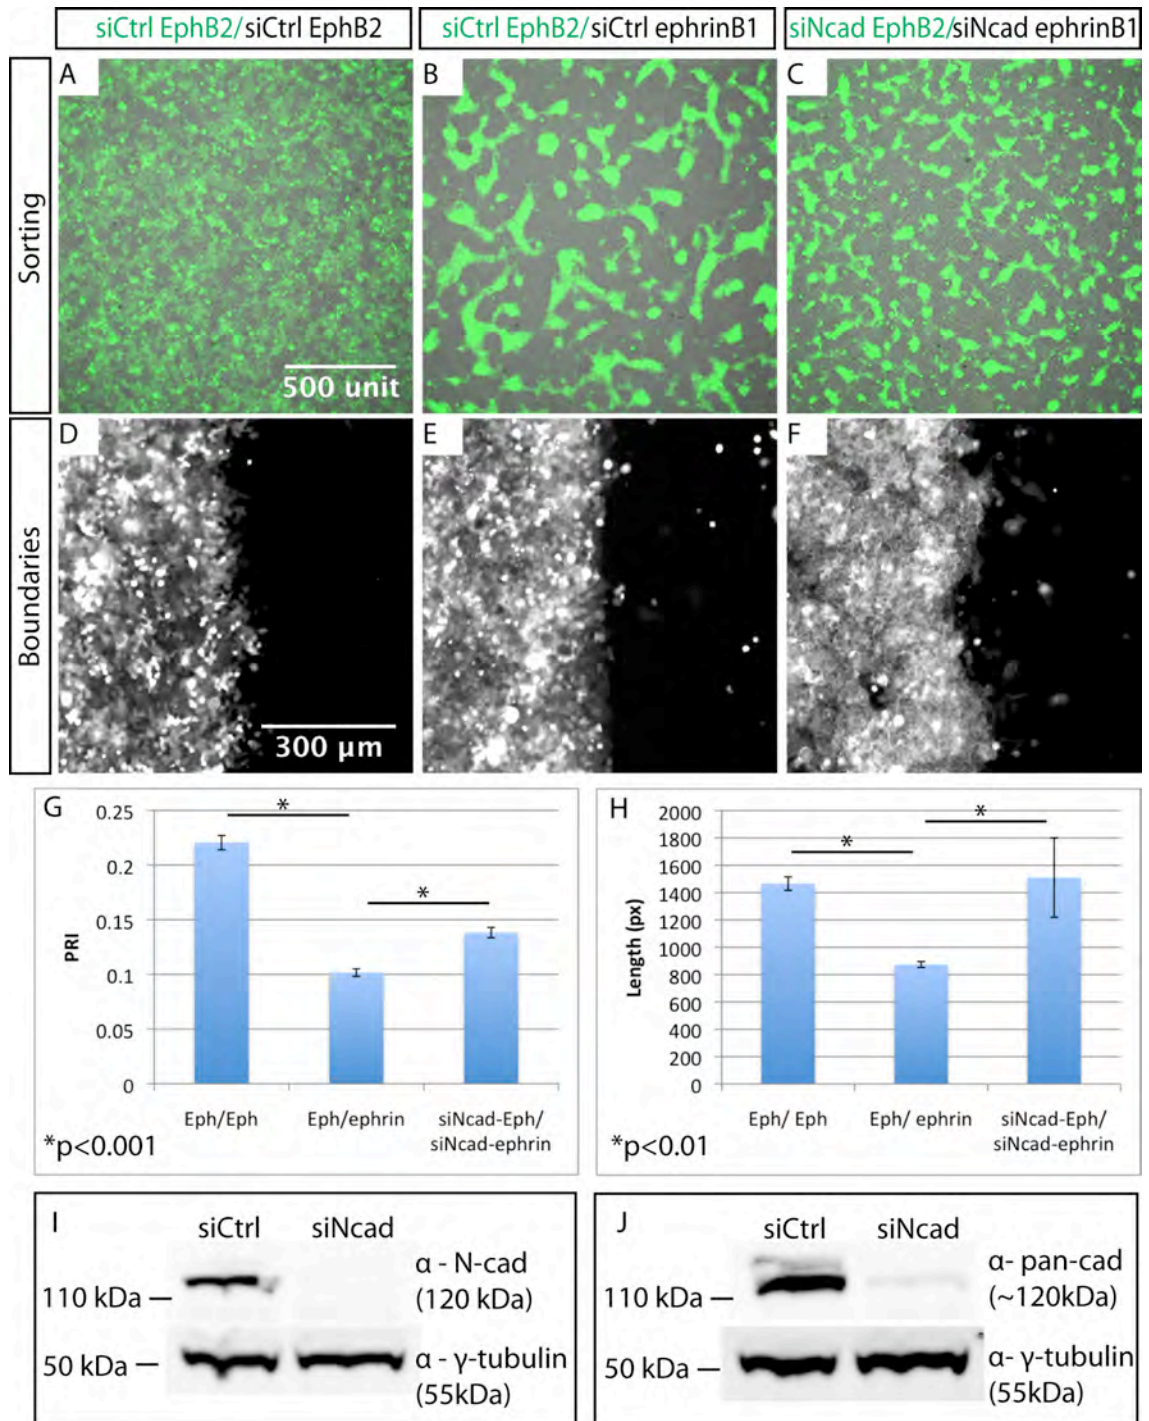 siCtrl EphB2/siCtrl EphB2
siCtrl EphB2/siCtrl ephrinB1
siNcad EphB2/siNcad ephrinB1
Sorting
A
B
C
500 unit
Boundaries
D
E
F
300 µm
G
0.25
0.2
0.15
0.1
0.05
0
PRI
*
*
Eph/Eph
Eph/ephrin
siNcad-Eph/
siNcad-ephrin
*p<0.001
H
2000
1800
1600
1400
1200
1000
800
600
400
200
0
Length (px)
*
*
Eph/ Eph
Eph/ ephrin
siNcad-Eph/
siNcad-ephrin
*p<0.01
I
siCtrl
siNcad
110 kDa
α - N-cad
(120 kDa)
50 kDa
α - γ-tubulin
(55kDa)
J
siCtrl
siNcad
110 kDa
α- pan-cad
(~120kDa)
50 kDa
α- γ-tubulin
(55kDa)